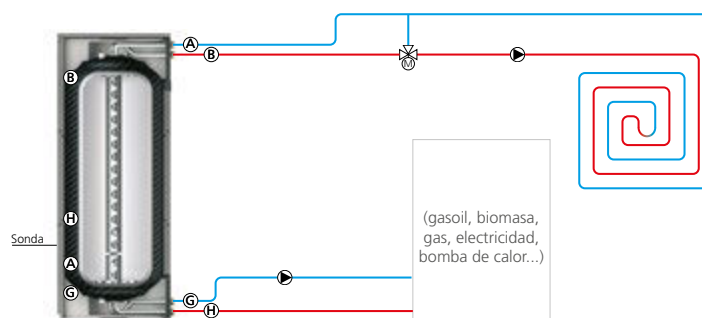 A
B
M
B
(gasoil, biomasa,
gas, electricidad,
bomba de calor...)
H
Sonda
A
G
G
H